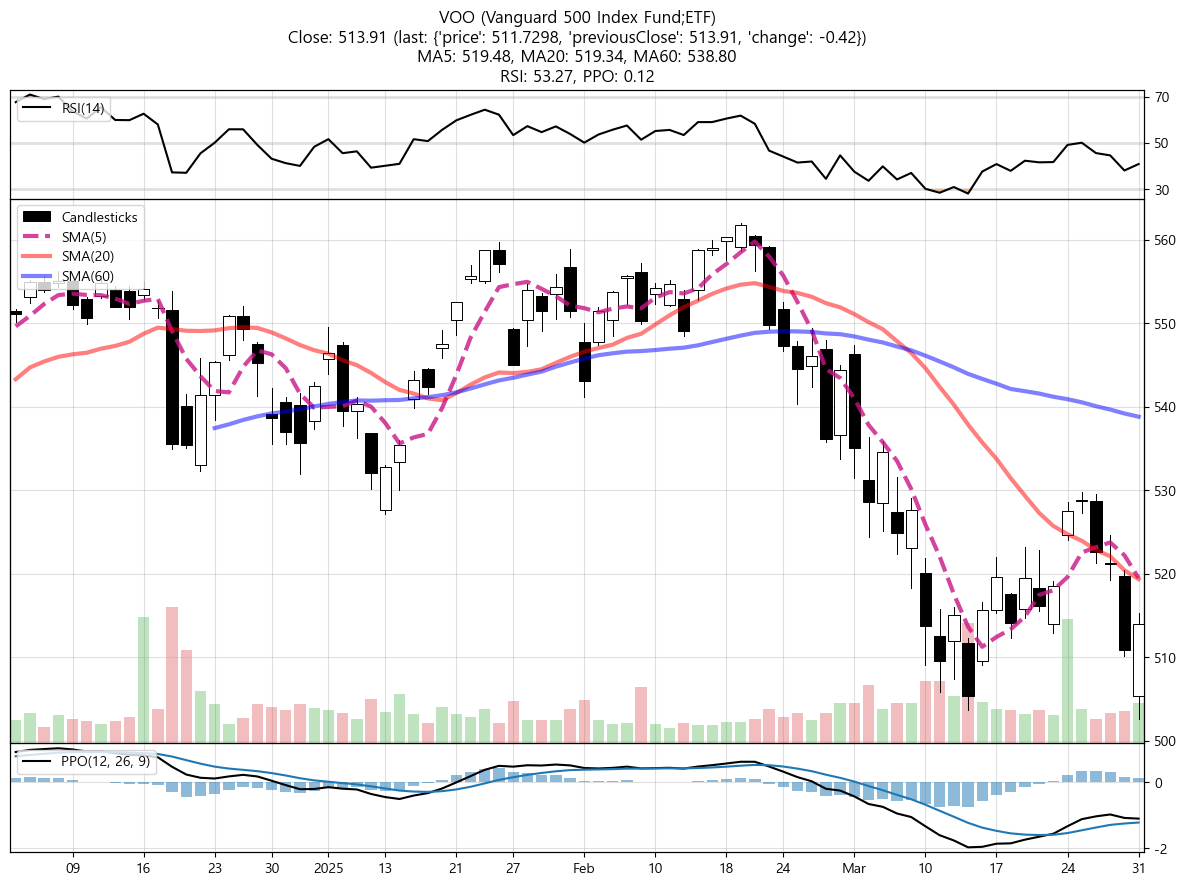 VOO (Vanguard 500 Index Fund;ETF)
Close: 513.91 (last: {'price': 511.7298, 'previousClose': 513.91, 'change': -0.42})
MA5: 519.48, MA20: 519.34, MA60: 538.80
RSI: 53.27, PPO: 0.12
RSI(14)
70
50
30
Candlesticks
SMA(5)
SMA(20)
SMA(60)
560
550
540
530
520
510
500
PPO(12, 26, 9)
0
-2
09 16 23 30 2025 13 21 27 Feb 10 18 24 Mar 10 17 24 31